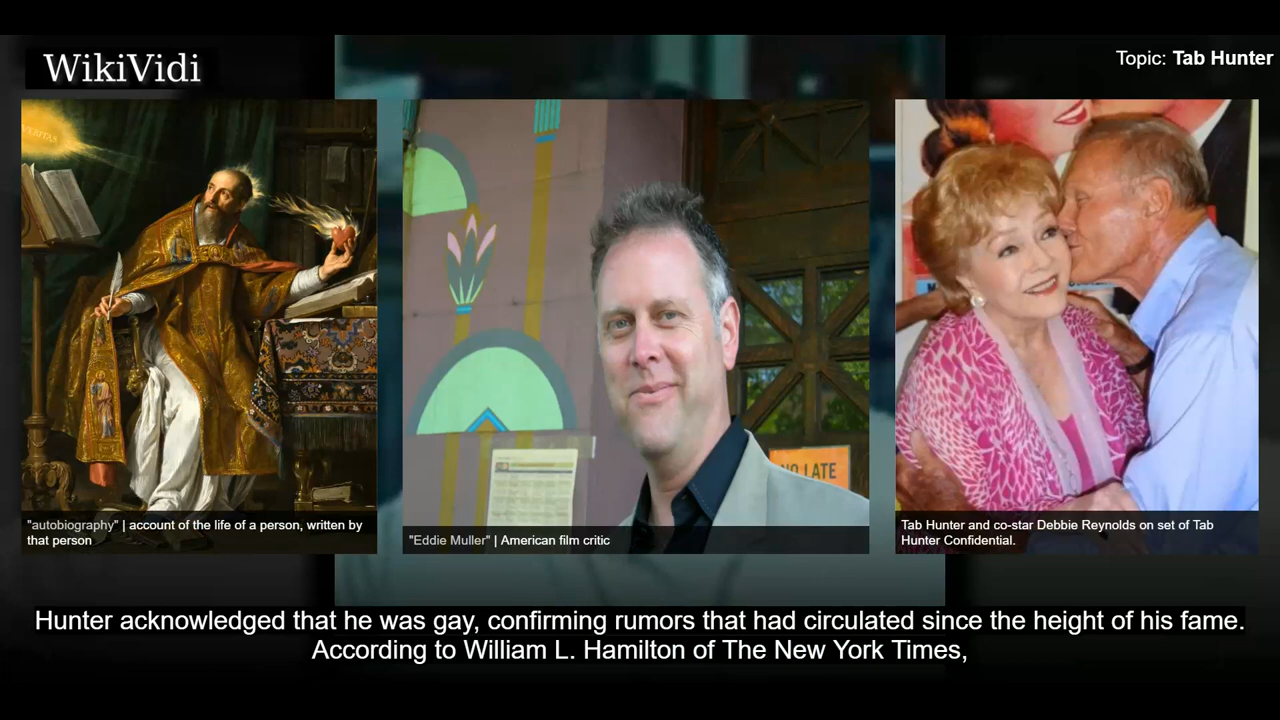 WikiVidi
Topic: Tab Hunter
VERITAS
NO LATE
"autobiography" | account of the life of a person, written by
that person
"Eddie Muller" | American film critic
Tab Hunter and co-star Debbie Reynolds on set of Tab
Hunter Confidential.
Hunter acknowledged that he was gay, confirming rumors that had circulated since the height of his fame.
According to William L. Hamilton of The New York Times,